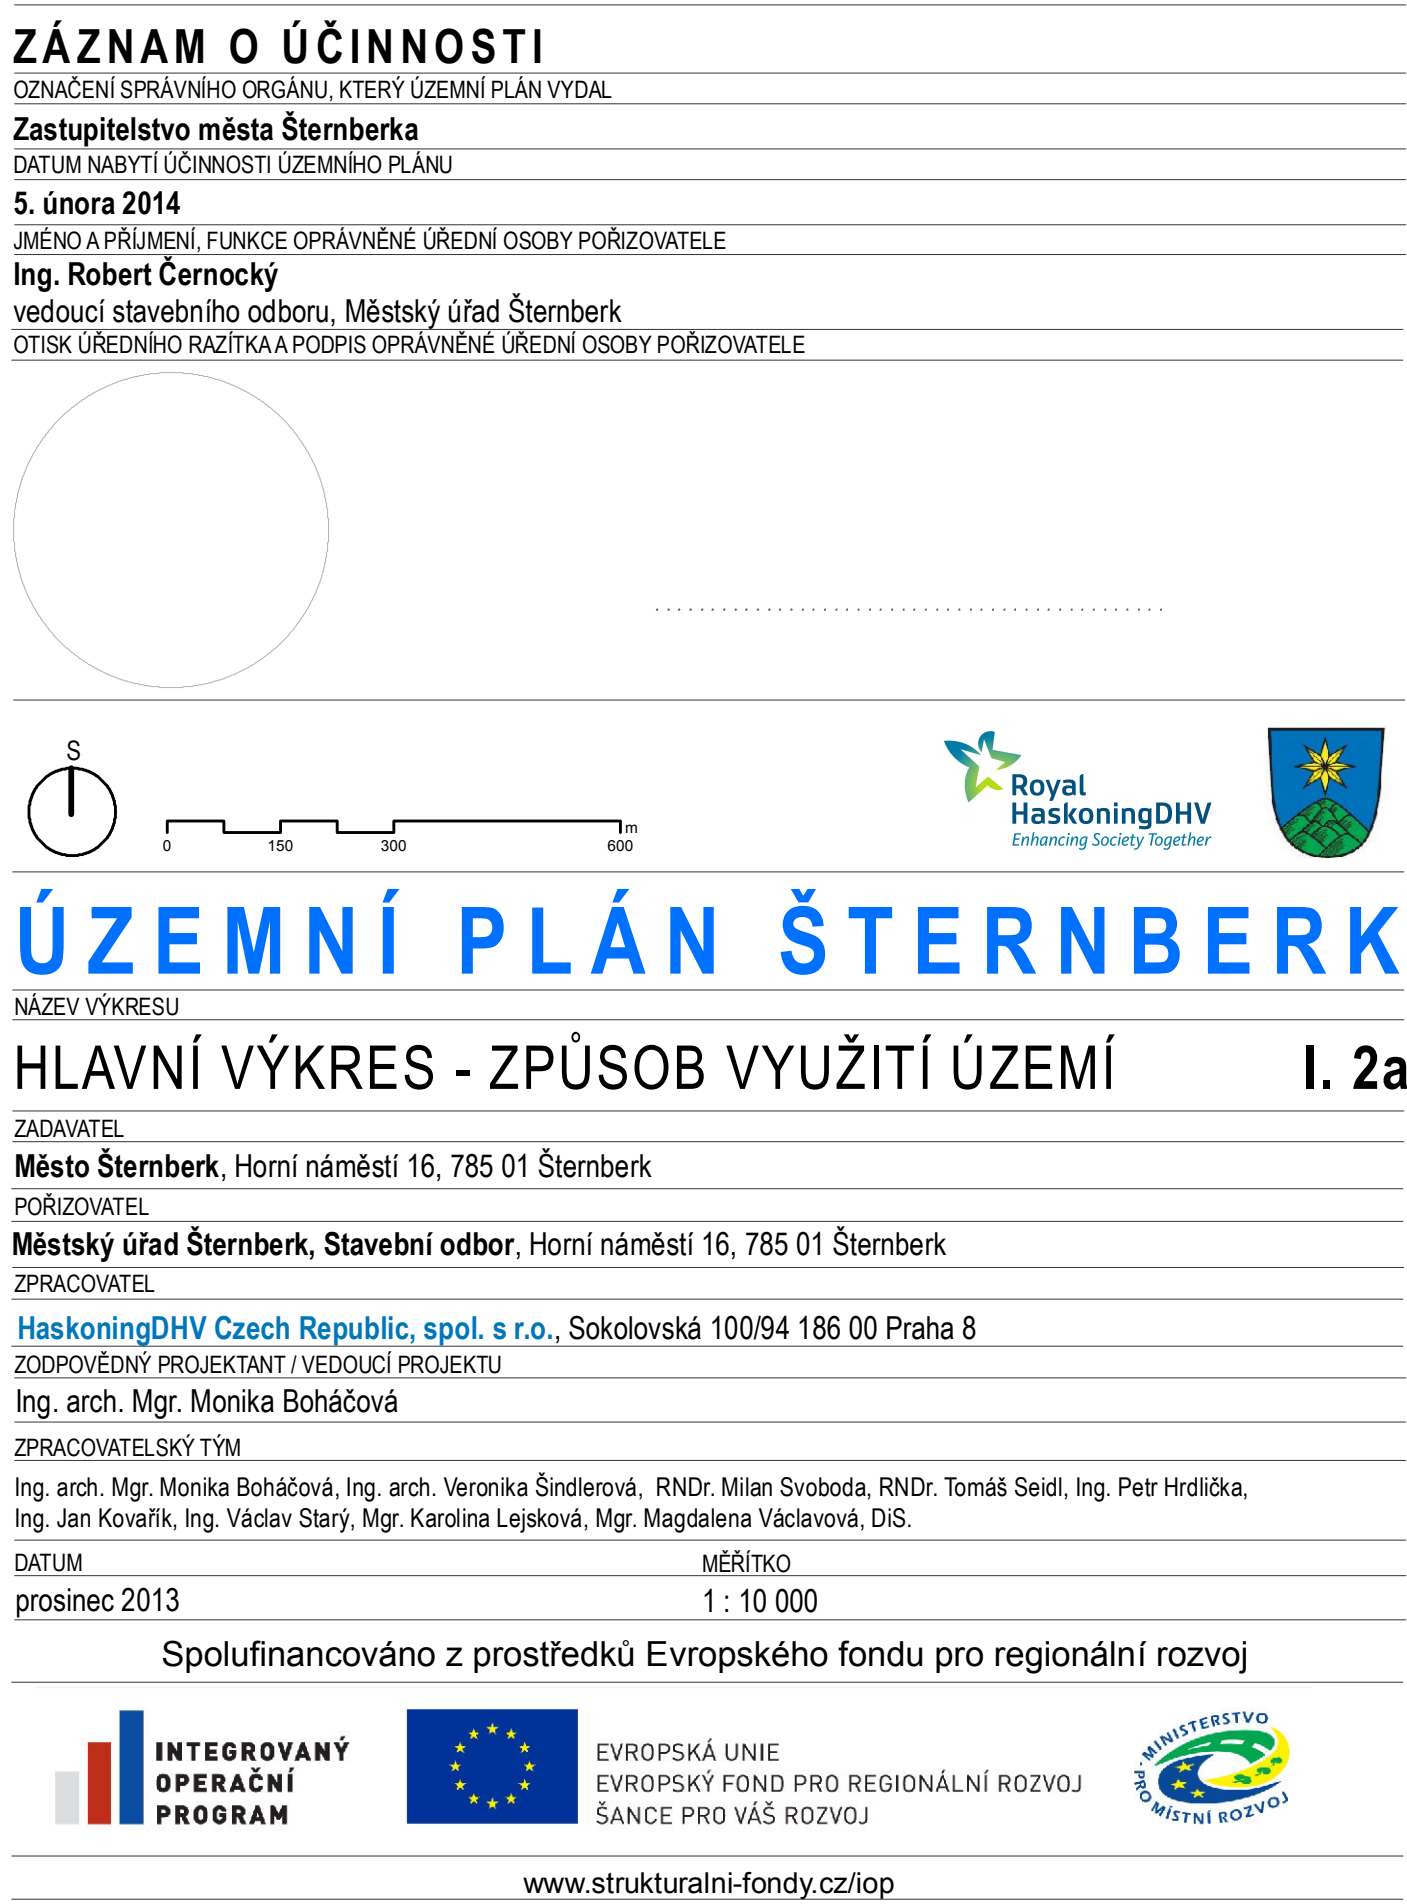 ZÁZNAM O ÚČINNOSTI
OZNAČENÍ SPRÁVNÍHO ORGÁNU, KTERÝ ÚZEMNÍ PLÁN VYDAL
Zastupitelstvo města Šternberka
DATUM NABYTÍ ÚČINNOSTI ÚZEMNÍHO PLÁNU
5. února 2014
JMÉNO A PŘÍJMENÍ, FUNKCE OPRÁVNĚNÉ ÚŘEDNÍ OSOBY POŘIZOVATELE
Ing. Robert Černocký
vedoucí stavebního odboru, Městský úřad Šternberk
OTISK ÚŘEDNÍHO RAZÍTKA A PODPIS OPRÁVNĚNÉ ÚŘEDNÍ OSOBY POŘIZOVATELE
S
0 150 300 600 m
Royal
HaskoningDHV
Enhancing Society Together
ÚZEMNÍ PLÁN ŠTERNBERK
NÁZEV VÝKRESU
HLAVNÍ VÝKRES - ZPŮSOB VYUŽITÍ ÚZEMÍ I. 2a
ZADAVATEL
Město Šternberk, Horní náměstí 16, 785 01 Šternberk
POŘIZOVATEL
Městský úřad Šternberk, Stavební odbor, Horní náměstí 16, 785 01 Šternberk
ZPRACOVATEL
HaskoningDHV Czech Republic, spol. s r.o., Sokolovská 100/94 186 00 Praha 8
ZODPOVĚDNÝ PROJEKTANT / VEDOUCÍ PROJEKTU
Ing. arch. Mgr. Monika Boháčová
ZPRACOVATELSKÝ TÝM
Ing. arch. Mgr. Monika Boháčová, Ing. arch. Veronika Šindlerová, RNDr. Milan Svoboda, RNDr. Tomáš Seidl, Ing. Petr Hrdlička,
Ing. Jan Kovařík, Ing. Václav Starý, Mgr. Karolina Lejsková, Mgr. Magdalena Václavová, DiS.
DATUM MĚŘÍTKO
prosinec 2013 1 : 10 000
Spolufinancováno z prostředků Evropského fondu pro regionální rozvoj
INTEGROVANÝ
OPERAČNÍ
PROGRAM
EVROPSKÁ UNIE
EVROPSKÝ FOND PRO REGIONÁLNÍ ROZVOJ
ŠANCE PRO VÁŠ ROZVOJ
MINISTERSTVO
PRO MÍSTNÍ ROZVOJ
www.strukturalni-fondy.cz/iop